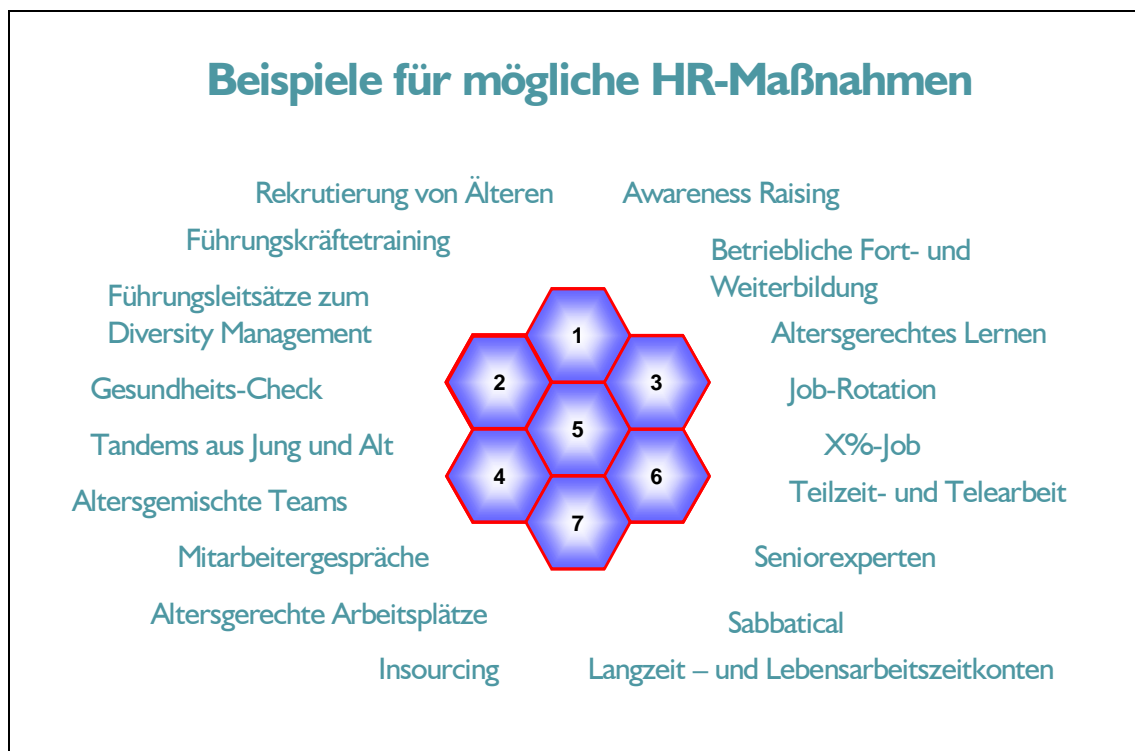 Beispiele für mögliche HR-Maßnahmen
Rekrutierung von Älteren
Awareness Raising
Führungskräftetraining
Betriebliche Fort- und
Weiterbildung
Führungsleitsätze zum
Diversity Management
Altersgerechtes Lernen
Gesundheits-Check
Job-Rotation
Tandems aus Jung und Alt
X%-Job
Altersgemischte Teams
Teilzeit- und Telearbeit
Mitarbeitergespräche
Seniorexperten
Altersgerechte Arbeitsplätze
Sabbatical
Insourcing
Langzeit – und Lebensarbeitszeitkonten
1
2
3
5
4
6
7